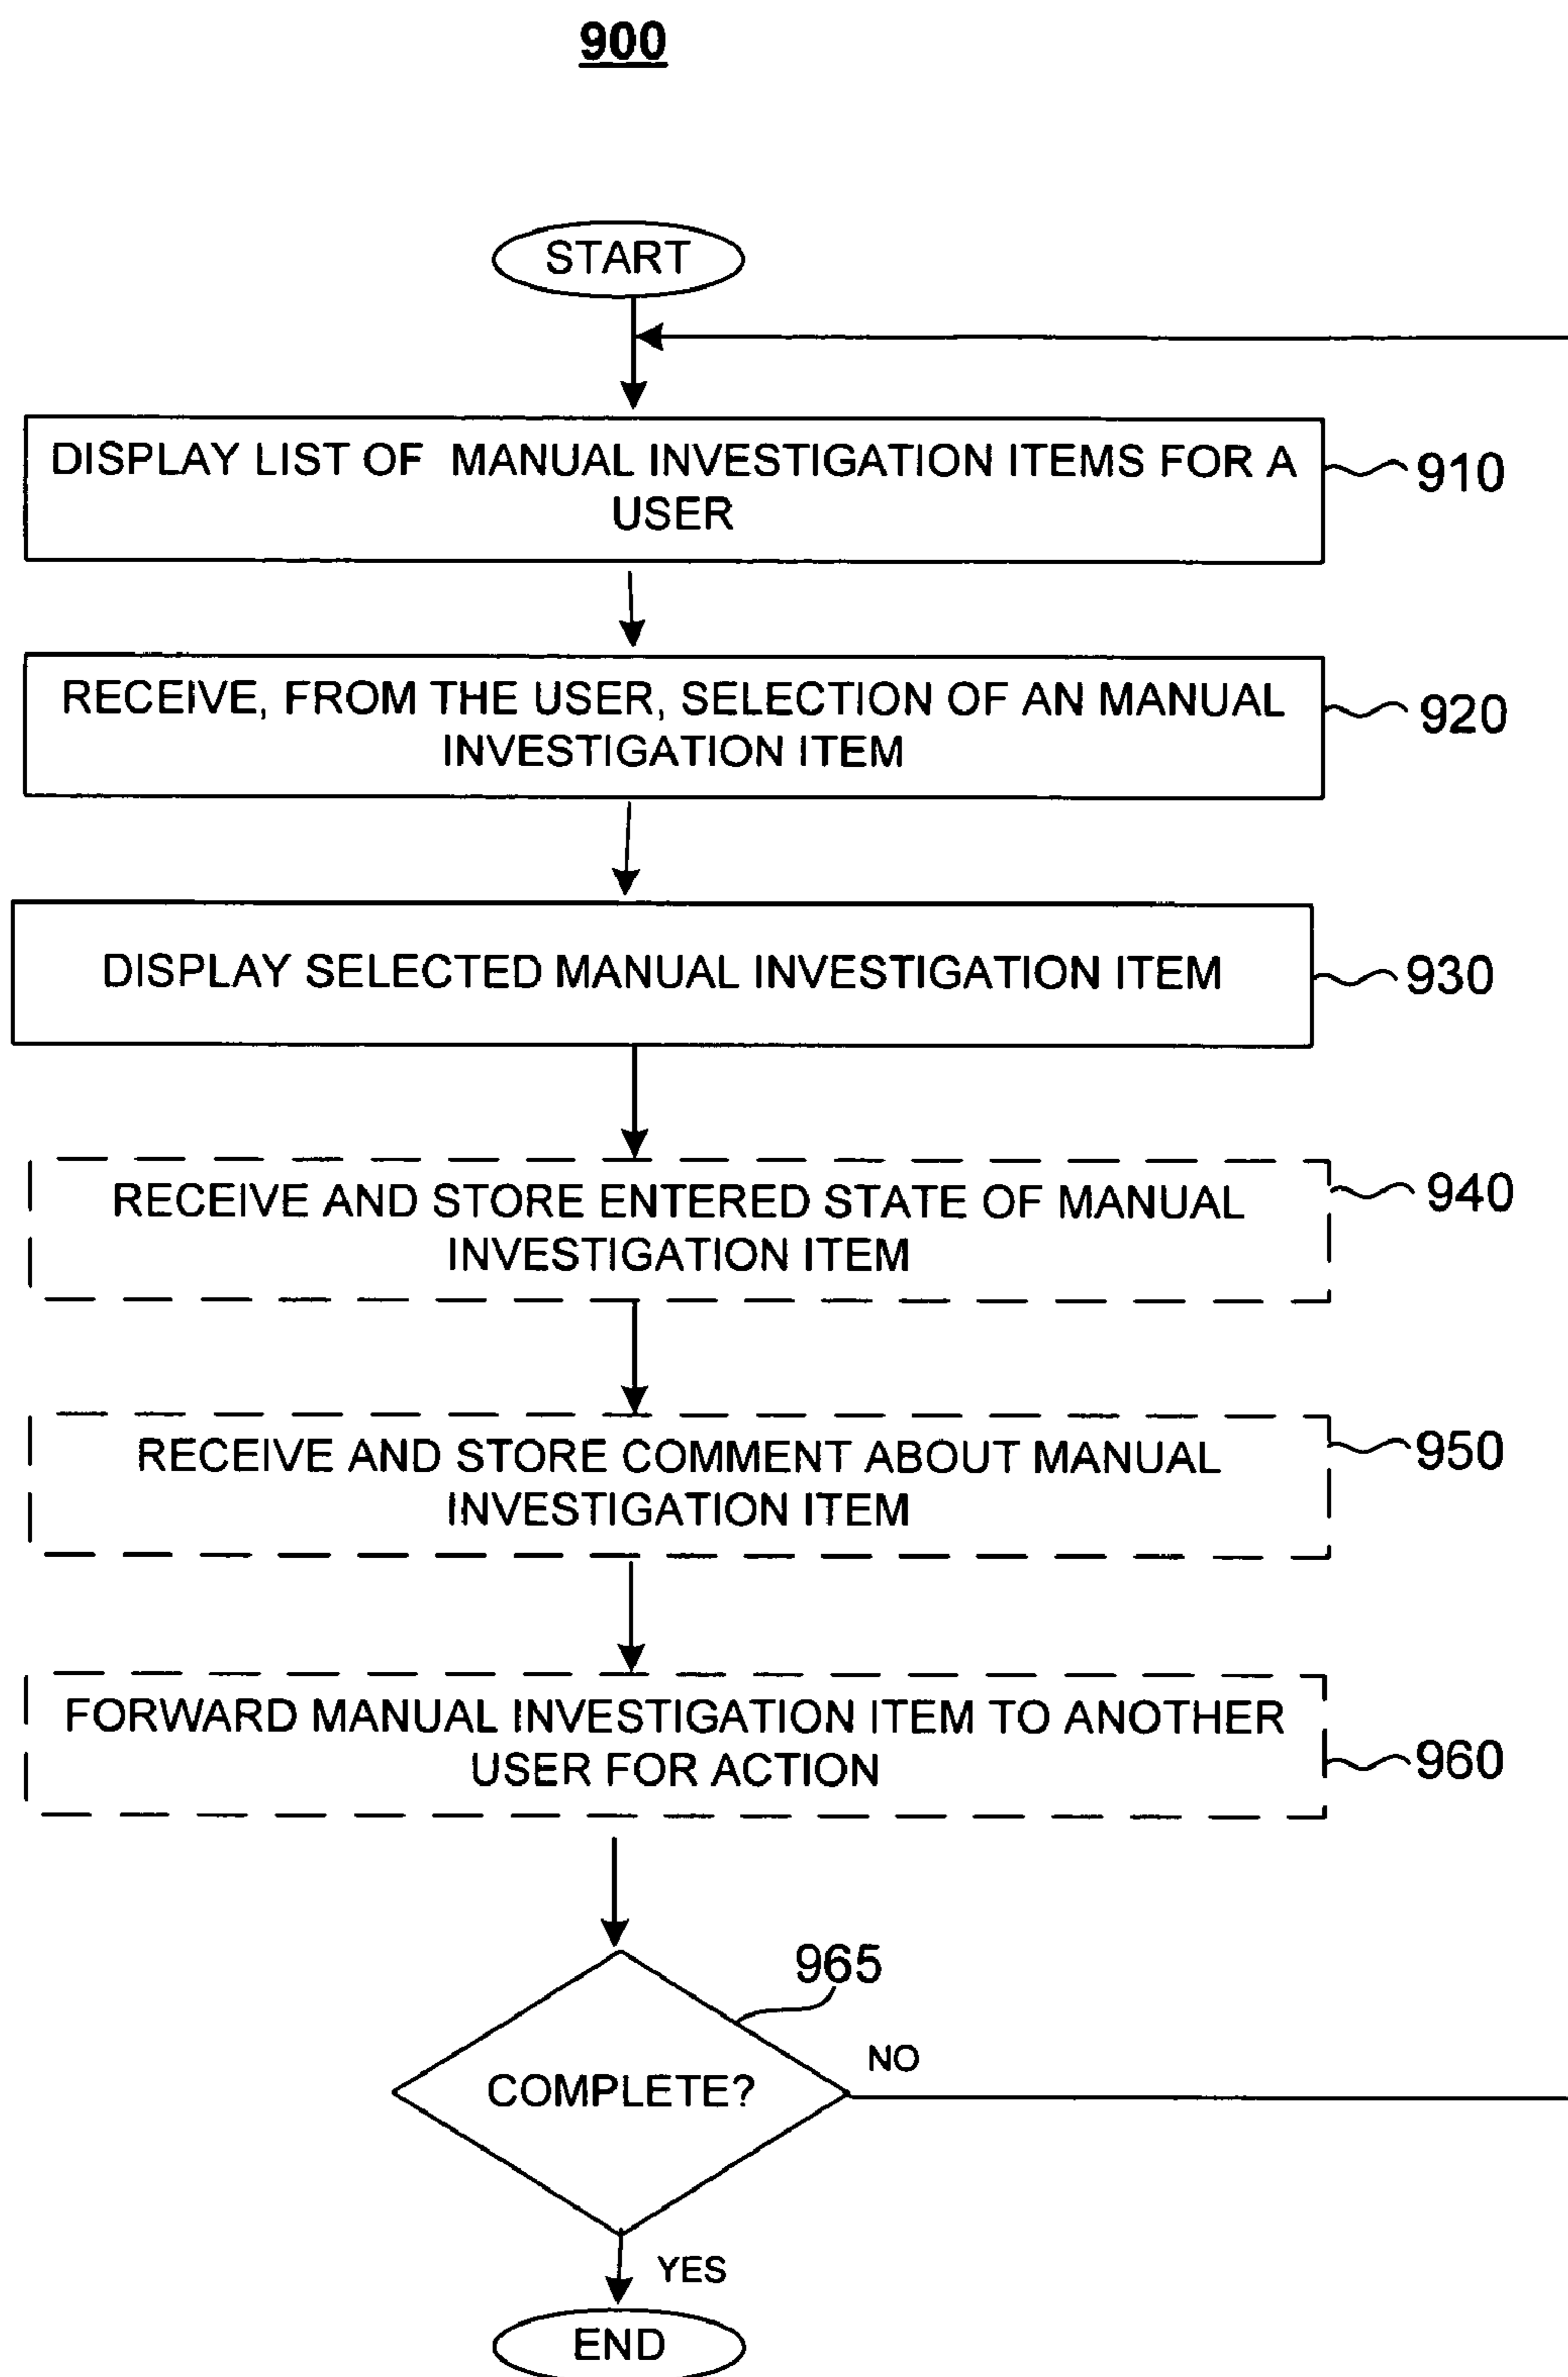 900
START
DISPLAY LIST OF MANUAL INVESTIGATION ITEMS FOR A
USER
910
RECEIVE, FROM THE USER, SELECTION OF AN MANUAL
INVESTIGATION ITEM
920
DISPLAY SELECTED MANUAL INVESTIGATION ITEM
930
RECEIVE AND STORE ENTERED STATE OF MANUAL
INVESTIGATION ITEM
940
RECEIVE AND STORE COMMENT ABOUT MANUAL
INVESTIGATION ITEM
950
FORWARD MANUAL INVESTIGATION ITEM TO ANOTHER
USER FOR ACTION
960
965
COMPLETE?
NO
YES
END